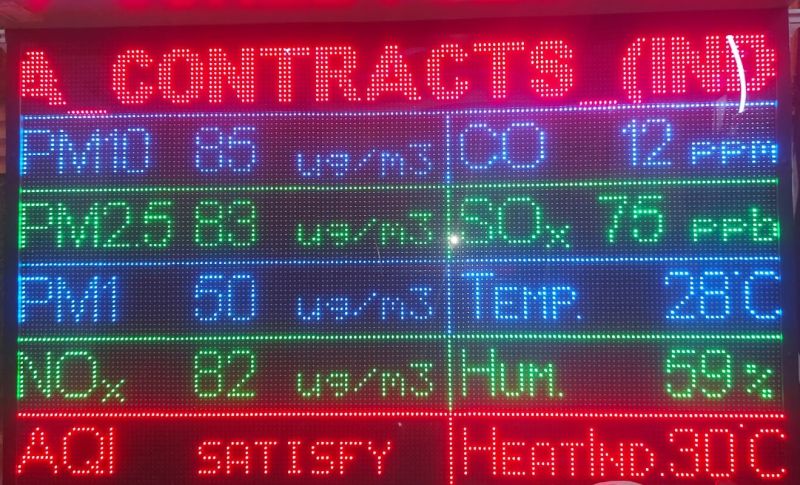 A_CONTRACTS_(IND
PM10 85 ug/m3 CO 12 ppm
PM2.5 83 ug/m3 SOx 75 ppb
PM1 50 ug/m3 TEMP. 28°C
NOx 82 ug/m3 HUM. 59%
AQI SATISFY HEATIND.30°C